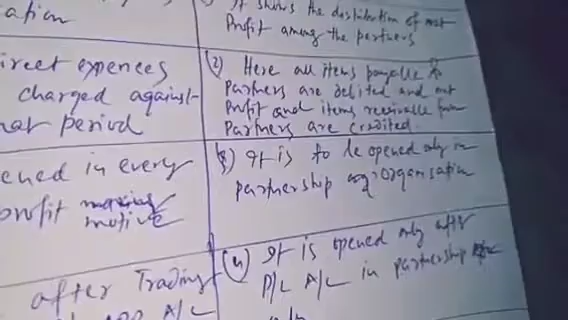 ation
It shows the distribution of net
Profit among the partners
irect expences
charged against
hat period
(2) Here all items payable to
Partners are debited and net
Profit and items receivable from
Partners are credited.
ened in every
profit
motive
(3) It is to be opened only in
partnership organisation
after Trading
A/C
(4) It is opened only after
P/L A/C in partnership